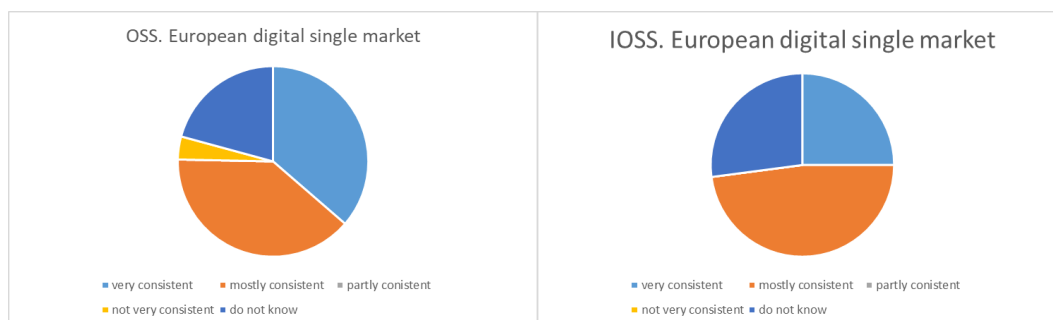 OSS. European digital single market
very consistent mostly consistent partly conistent
not very consistent do not know
IOSS. European digital single market
very consistent mostly consistent partly conistent
not very consistent do not know